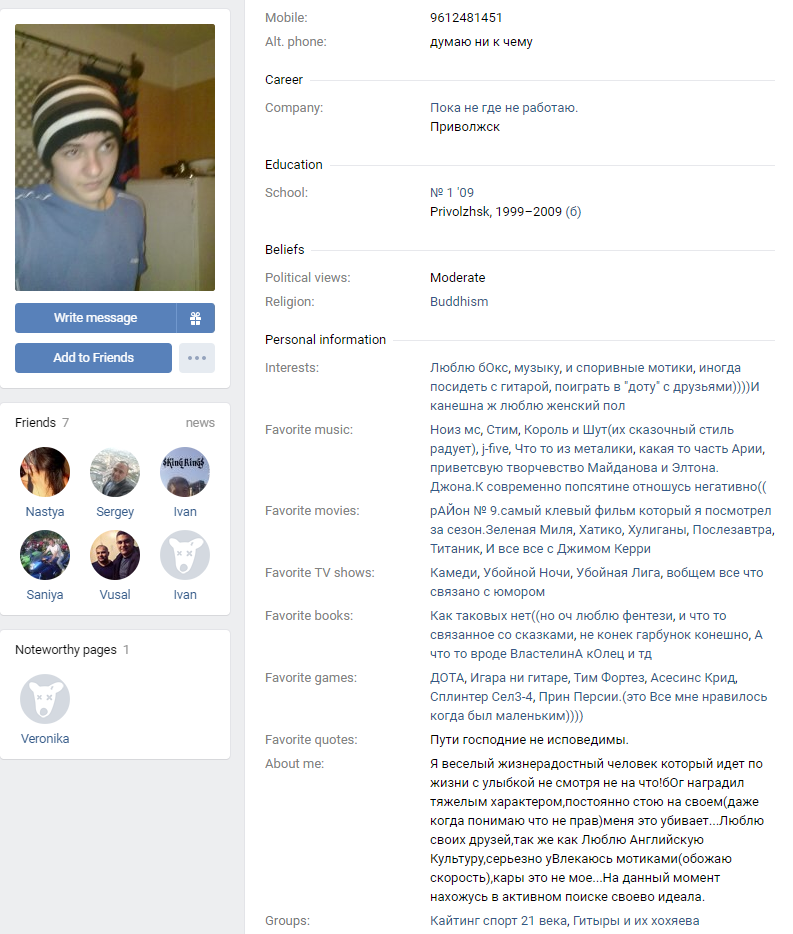 Mobile: 9612481451
Alt. phone: думаю ни к чему
Career
Company: Пока не где не работаю.
Приволжск
Education
School: № 1 '09
Privolzhsk, 1999–2009 (б)
Beliefs
Political views: Moderate
Religion: Buddhism
Personal information
Interests: Люблю бОкс, музыку, и споривные мотики, иногда
посидеть с гитарой, поиграть в "доту" с друзьями))))И
канешна ж люблю женский пол
Favorite music: Ноиз мс, Стим, Король и Шут(их сказочный стиль
радует), j-five, Что то из металики, какая то часть Арии,
приветсвую творчевство Майданова и Элтона.
Джона.К современно попсятине отношусь негативно((
Favorite movies: рАЙон № 9.самый клевый фильм который я посмотрел
за сезон.Зеленая Миля, Хатико, Хулиганы, Послезавтра,
Титаник, И все все с Джимом Керри
Favorite TV shows: Камеди, Убойной Ночи, Убойная Лига, вобщем все что
связано с юмором
Favorite books: Как таковых нет((но оч люблю фентези, и что то
связанное со сказками, не конек гарбунок конешно, А
что то вроде ВластелинА кОлец и тд
Favorite games: ДОТА, Игара ни гитаре, Тим Фортез, Асесинс Крид,
Сплинтер Сел3-4, Прин Персии.(это Все мне нравилось
когда был маленьким))))
Favorite quotes: Пути господние не исповедимы.
About me: Я веселый жизнерадостный человек который идет по
жизни с улыбкой не смотря не на что!бОг наградил
тяжелым характером,постоянно стою на своем(даже
когда понимаю что не прав)меня это убивает...Люблю
своих друзей,так же как Люблю Английскую
Культуру,серьезно уВлекаюсь мотиками(обожаю
скорость),кары это не мое...На данный момент
нахожусь в активном поиске своево идеала.
Groups: Кайтинг спорт 21 века, Гитыры и их хохяева
Write message
Add to Friends
Friends 7 news
$King Ring$
Nastya Sergey Ivan
Saniya Vusal Ivan
Noteworthy pages 1
Veronika